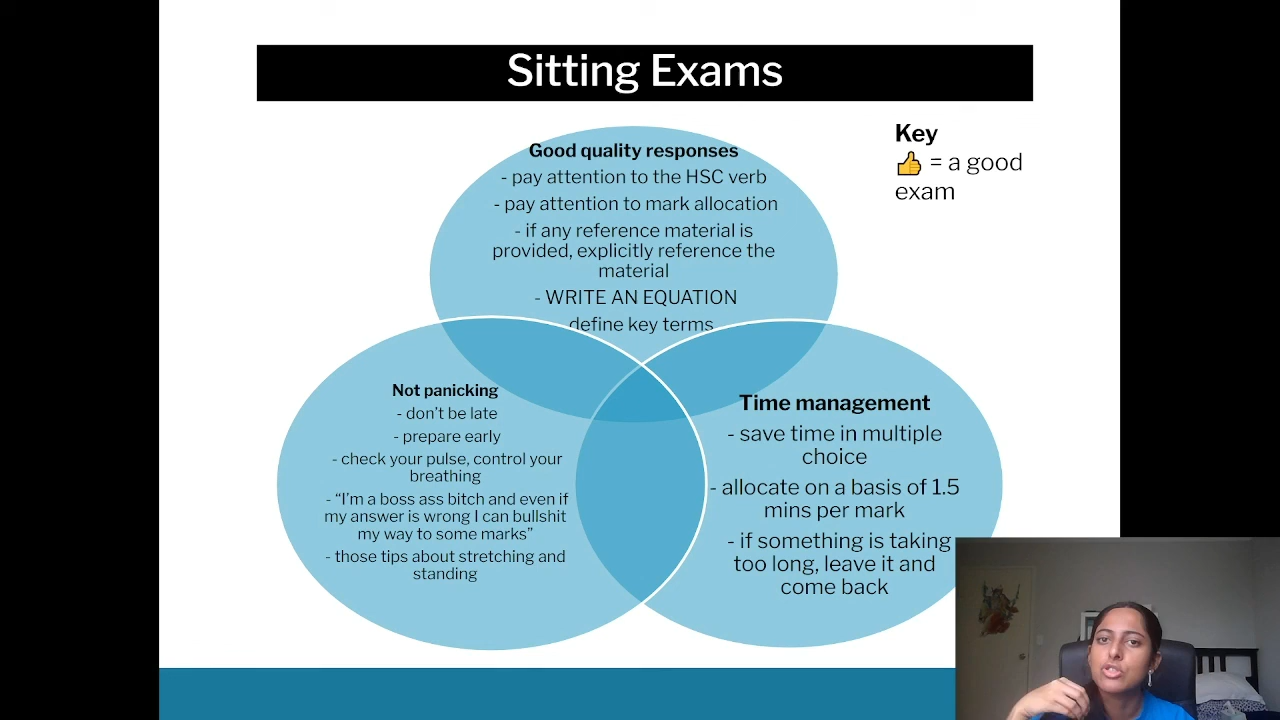 Sitting Exams
Key
👍 = a good
exam
Good quality responses
- pay attention to the HSC verb
- pay attention to mark allocation
- if any reference material is
provided, explicitly reference the
material
- WRITE AN EQUATION
define key terms
Not panicking
- don't be late
- prepare early
- check your pulse, control your
breathing
- “I'm a boss ass bitch and even if
my answer is wrong I can bullshit
my way to some marks”
- those tips about stretching and
standing
Time management
- save time in multiple
choice
- allocate on a basis of 1.5
mins per mark
- if something is taking
too long, leave it and
come back